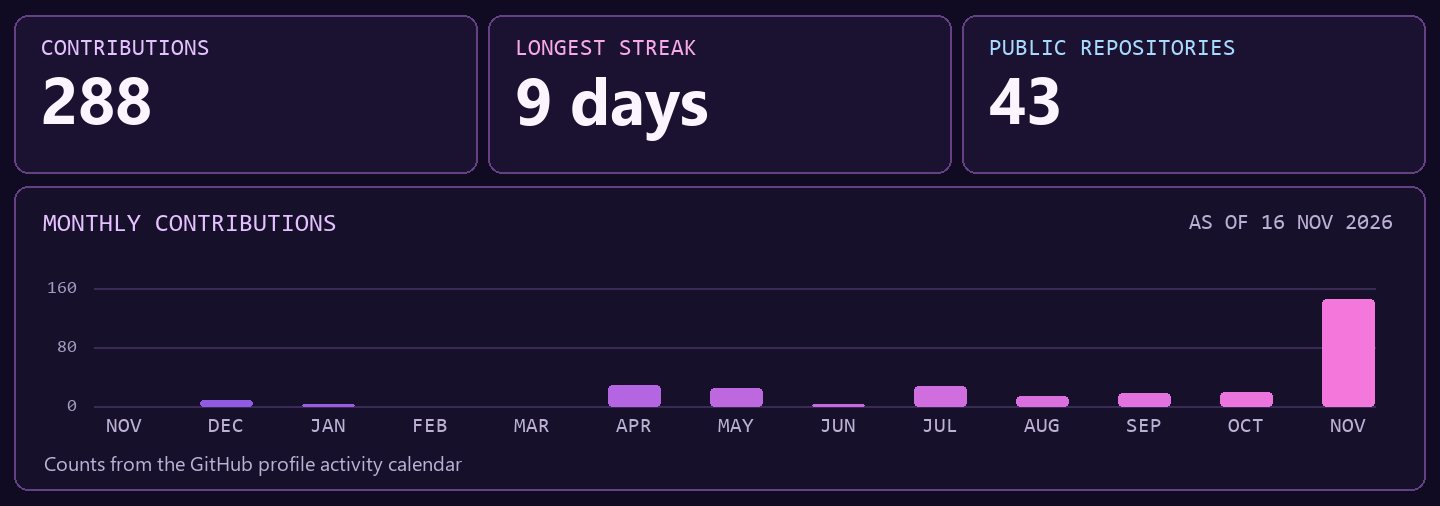 CONTRIBUTIONS
288
LONGEST STREAK
9 days
PUBLIC REPOSITORIES
43
MONTHLY CONTRIBUTIONS
AS OF 16 NOV 2026
160
80
0
NOV DEC JAN FEB MAR APR MAY JUN JUL AUG SEP OCT NOV
Counts from the GitHub profile activity calendar